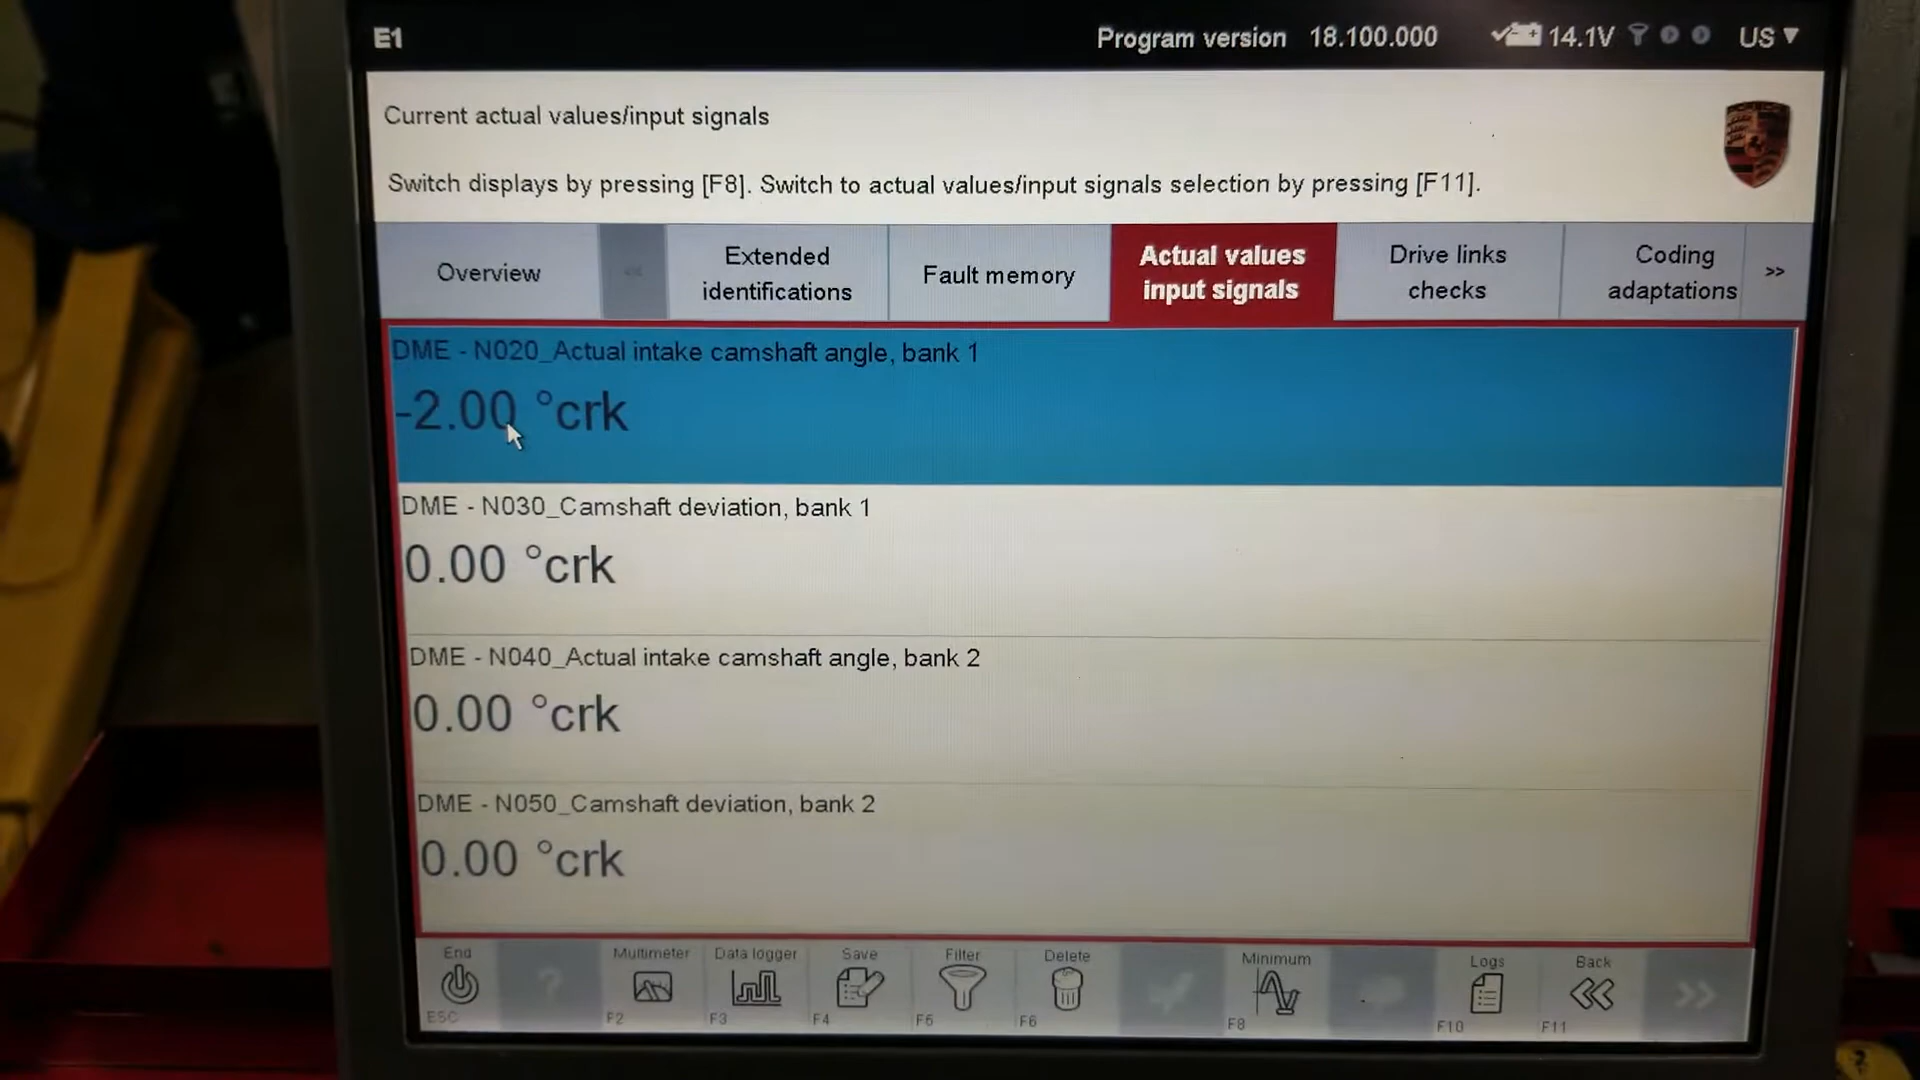 E1
Program version 18.100.000 14.1V US
Current actual values/input signals
Switch displays by pressing [F8]. Switch to actual values/input signals selection by pressing [F11].
Overview
<<
Extended
identifications
Fault memory
Actual values
input signals
Drive links
checks
Coding
adaptations
>>
DME - N020_Actual intake camshaft angle, bank 1
-2.00 °crk
DME - N030_Camshaft deviation, bank 1
0.00 °crk
DME - N040_Actual intake camshaft angle, bank 2
0.00 °crk
DME - N050_Camshaft deviation, bank 2
0.00 °crk
End
ESC
?
Multimeter
F2
Data logger
F3
Save
F4
Filter
F5
Delete
F6
Minimum
F8
Logs
F10
Back
F11
>>